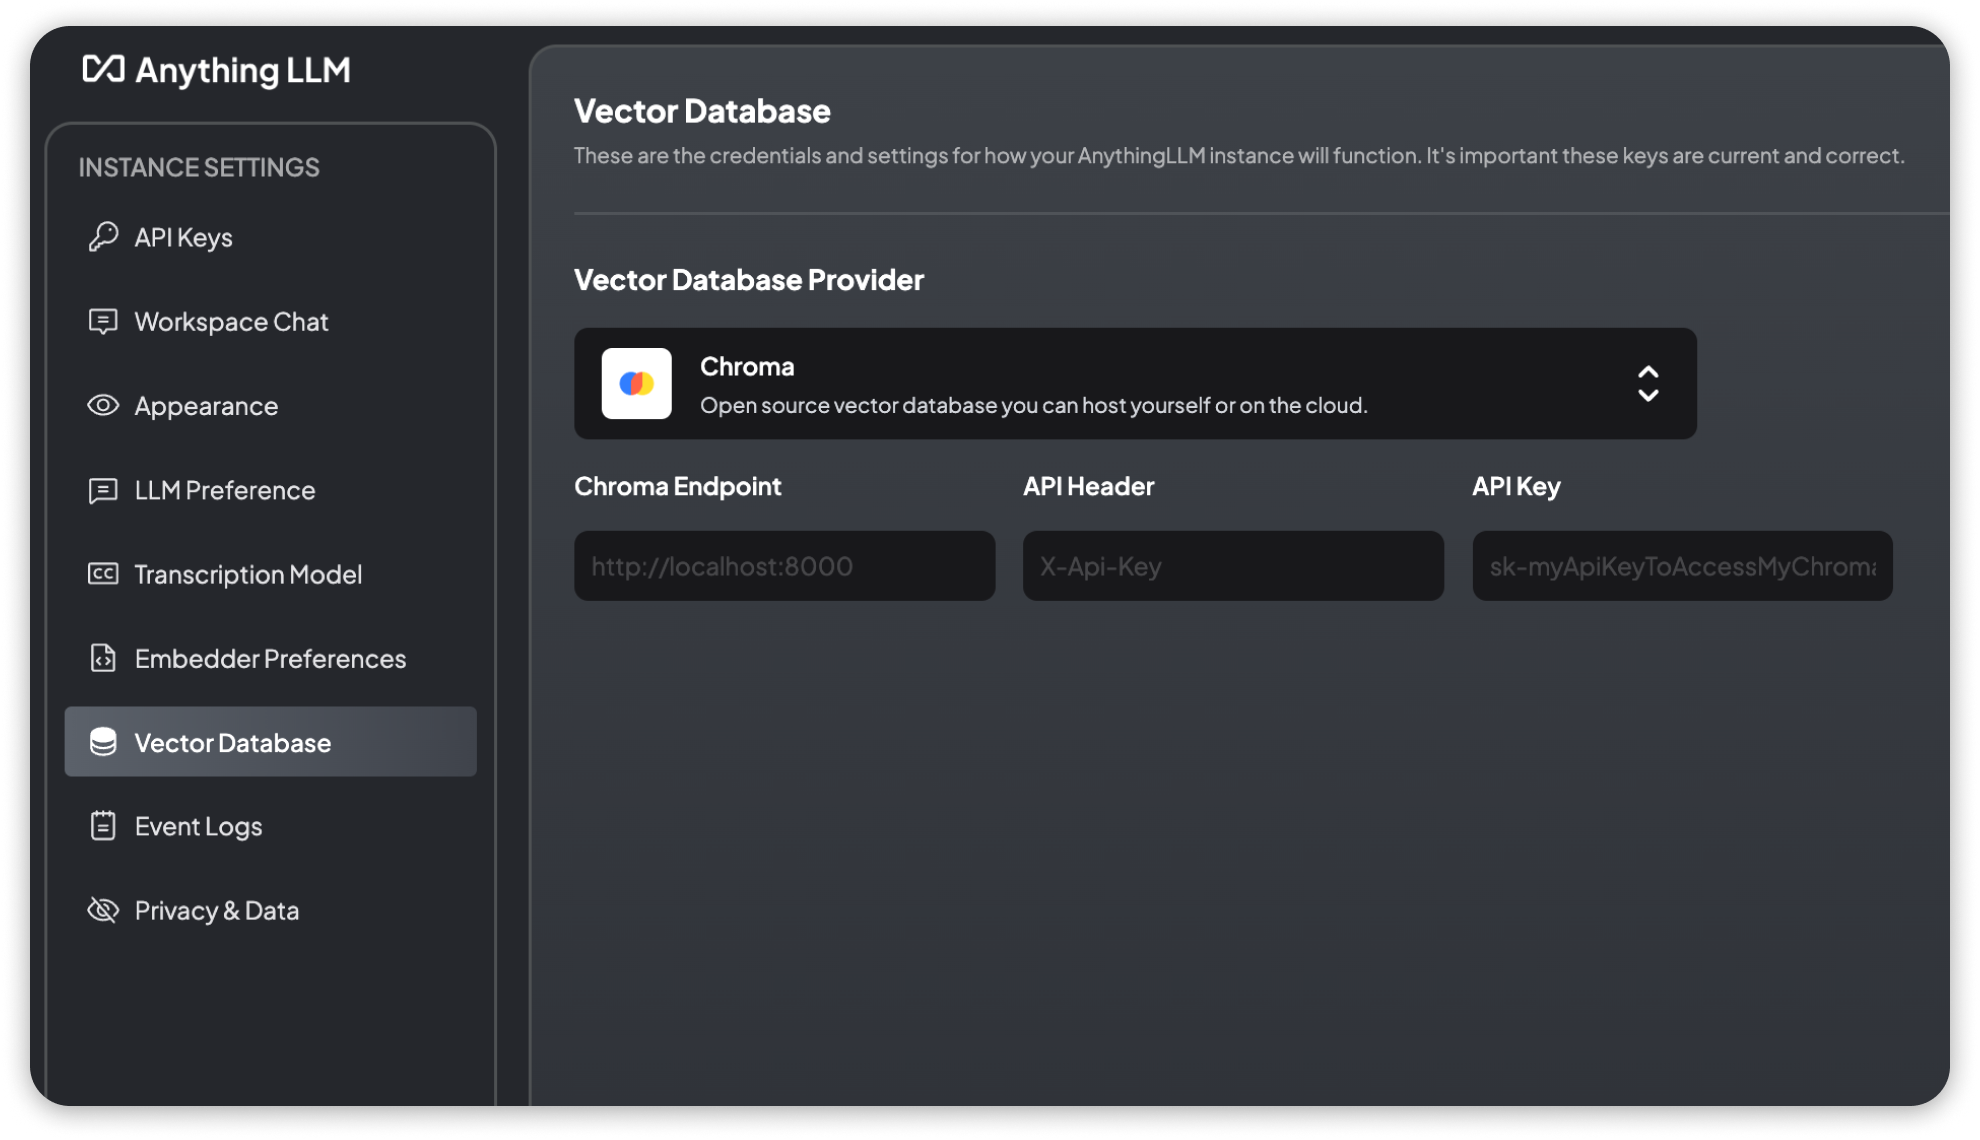 Anything LLM
INSTANCE SETTINGS
API Keys
Workspace Chat
Appearance
LLM Preference
Transcription Model
Embedder Preferences
Vector Database
Event Logs
Privacy & Data
Vector Database
These are the credentials and settings for how your AnythingLLM instance will function. It's important these keys are current and correct.
Vector Database Provider
Chroma
Open source vector database you can host yourself or on the cloud.
Chroma Endpoint
http://localhost:8000
API Header
X-Api-Key
API Key
sk-myApiKeyToAccessMyChroma